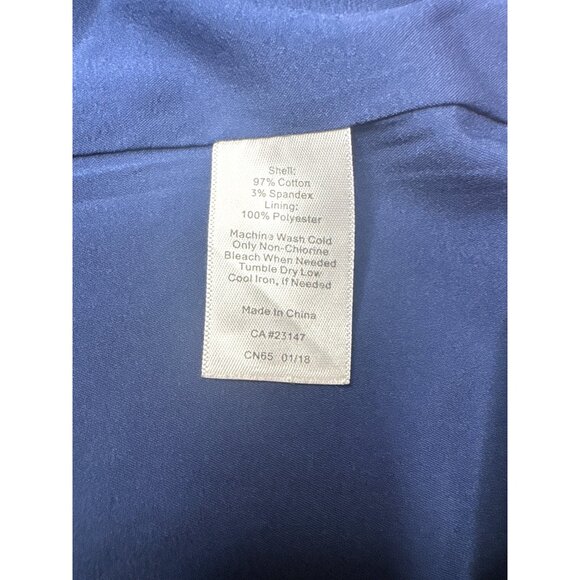 Shell:
97% Cotton
3% Spandex
Lining:
100% Polyester
Machine Wash Cold
Only Non-Chlorine
Bleach When Needed
Tumble Dry Low
Cool Iron, If Needed
Made In China
CA#23147
CN65 01/18